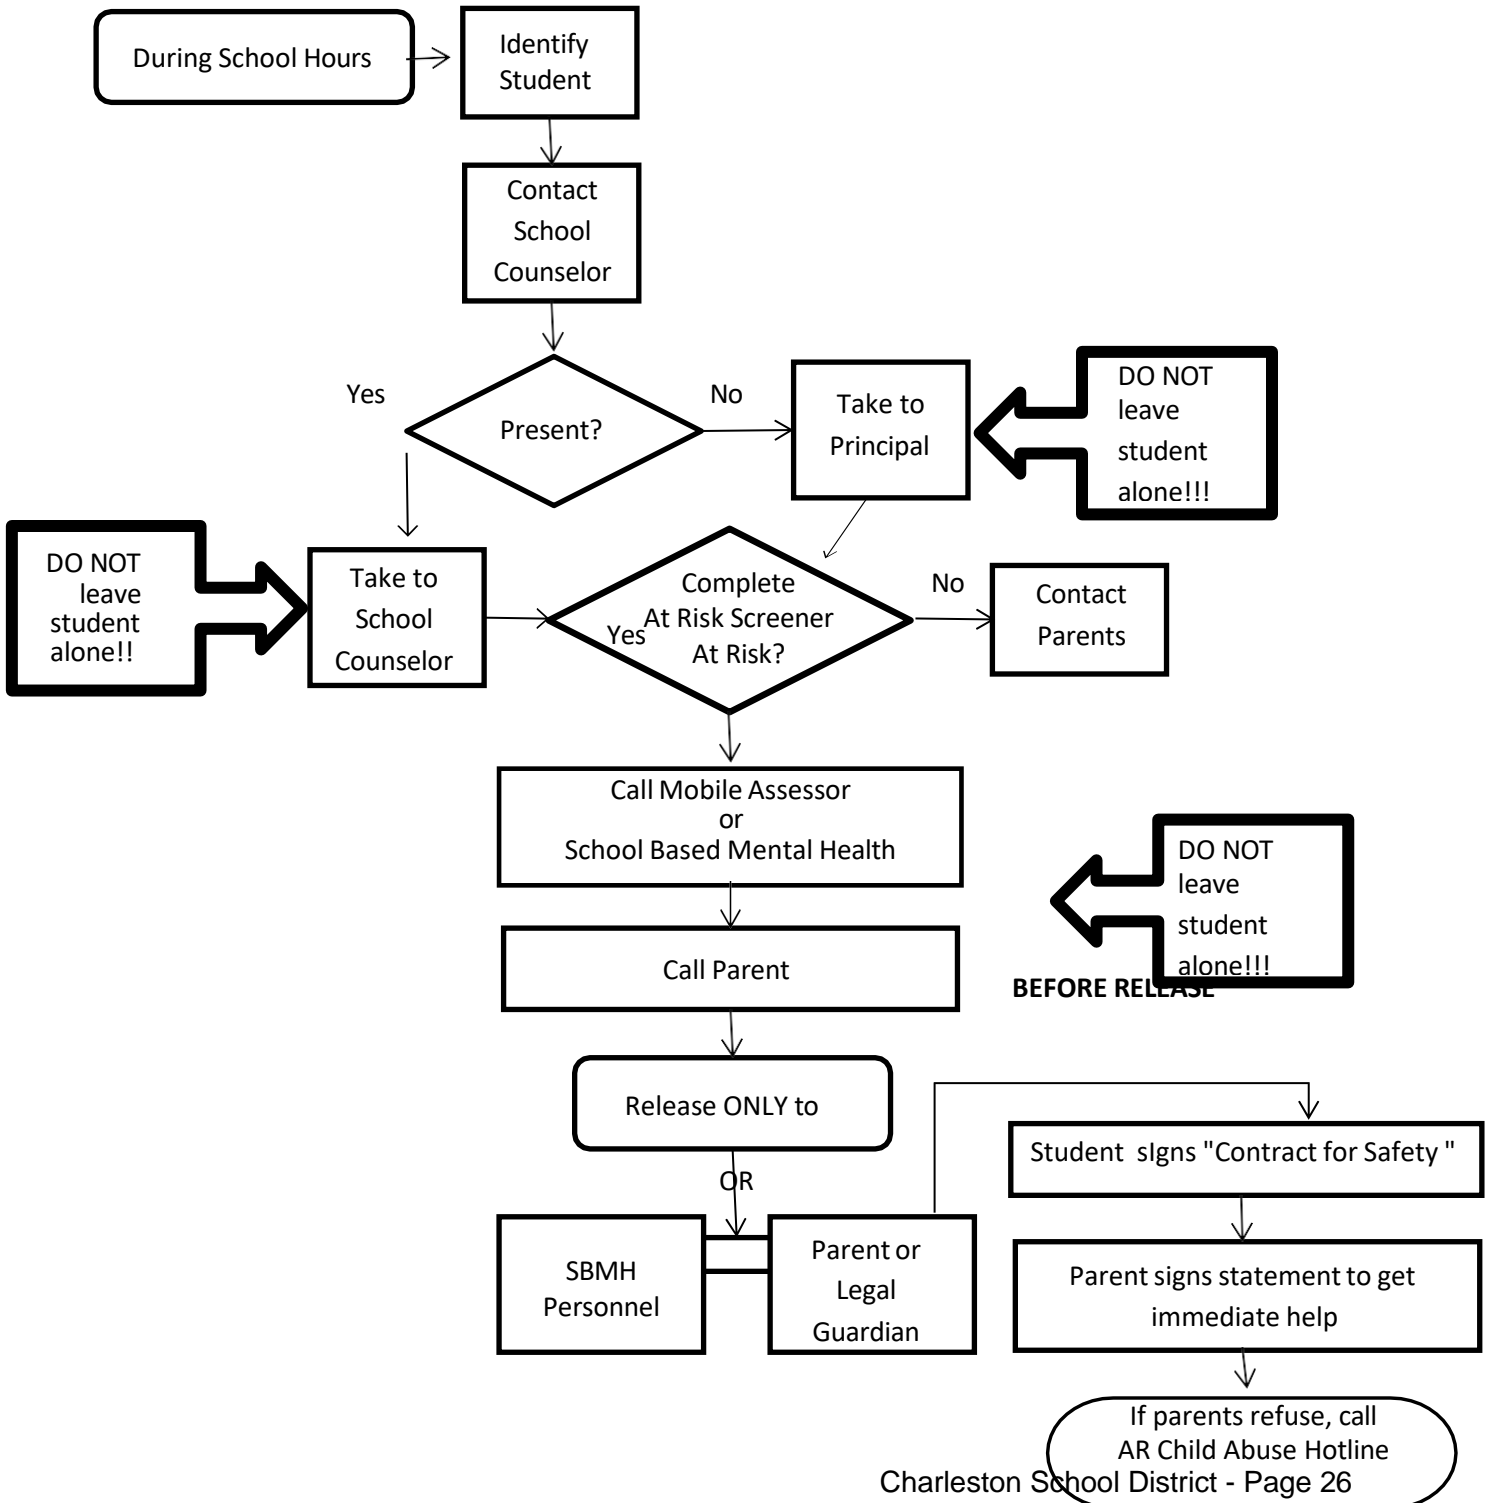 During School Hours
Identify
Student
Contact
School
Counselor
Yes
No
Present?
Take to
Principal
DO NOT
leave
student
alone!!!
DO NOT
leave
student
alone!!
Take to
School
Counselor
Complete
At Risk Screener
Yes
At Risk?
No
Contact
Parents
Call Mobile Assessor
or
School Based Mental Health
DO NOT
leave
student
alone!!!
Call Parent
BEFORE RELEASE
Release ONLY to
OR
SBMH
Personnel
Parent or
Legal
Guardian
Student sIgns "Contract for Safety "
Parent signs statement to get
immediate help
If parents refuse, call
AR Child Abuse Hotline
Charleston School District - Page 26